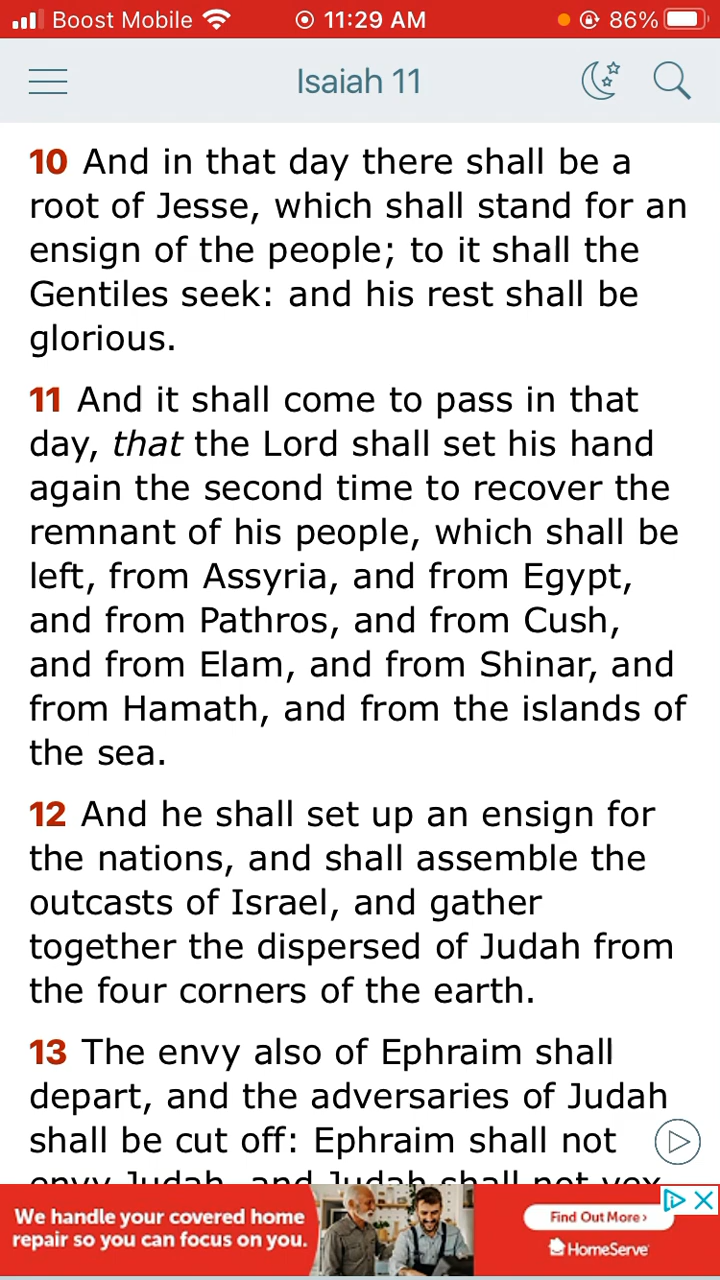 Boost Mobile 11:29 AM 86%
Isaiah 11
10 And in that day there shall be a
root of Jesse, which shall stand for an
ensign of the people; to it shall the
Gentiles seek: and his rest shall be
glorious.
11 And it shall come to pass in that
day, that the Lord shall set his hand
again the second time to recover the
remnant of his people, which shall be
left, from Assyria, and from Egypt,
and from Pathros, and from Cush,
and from Elam, and from Shinar, and
from Hamath, and from the islands of
the sea.
12 And he shall set up an ensign for
the nations, and shall assemble the
outcasts of Israel, and gather
together the dispersed of Judah from
the four corners of the earth.
13 The envy also of Ephraim shall
depart, and the adversaries of Judah
shall be cut off: Ephraim shall not
envy Judah, and Judah shall not vex
We handle your covered home
repair so you can focus on you.
Find Out More ›
HomeServe